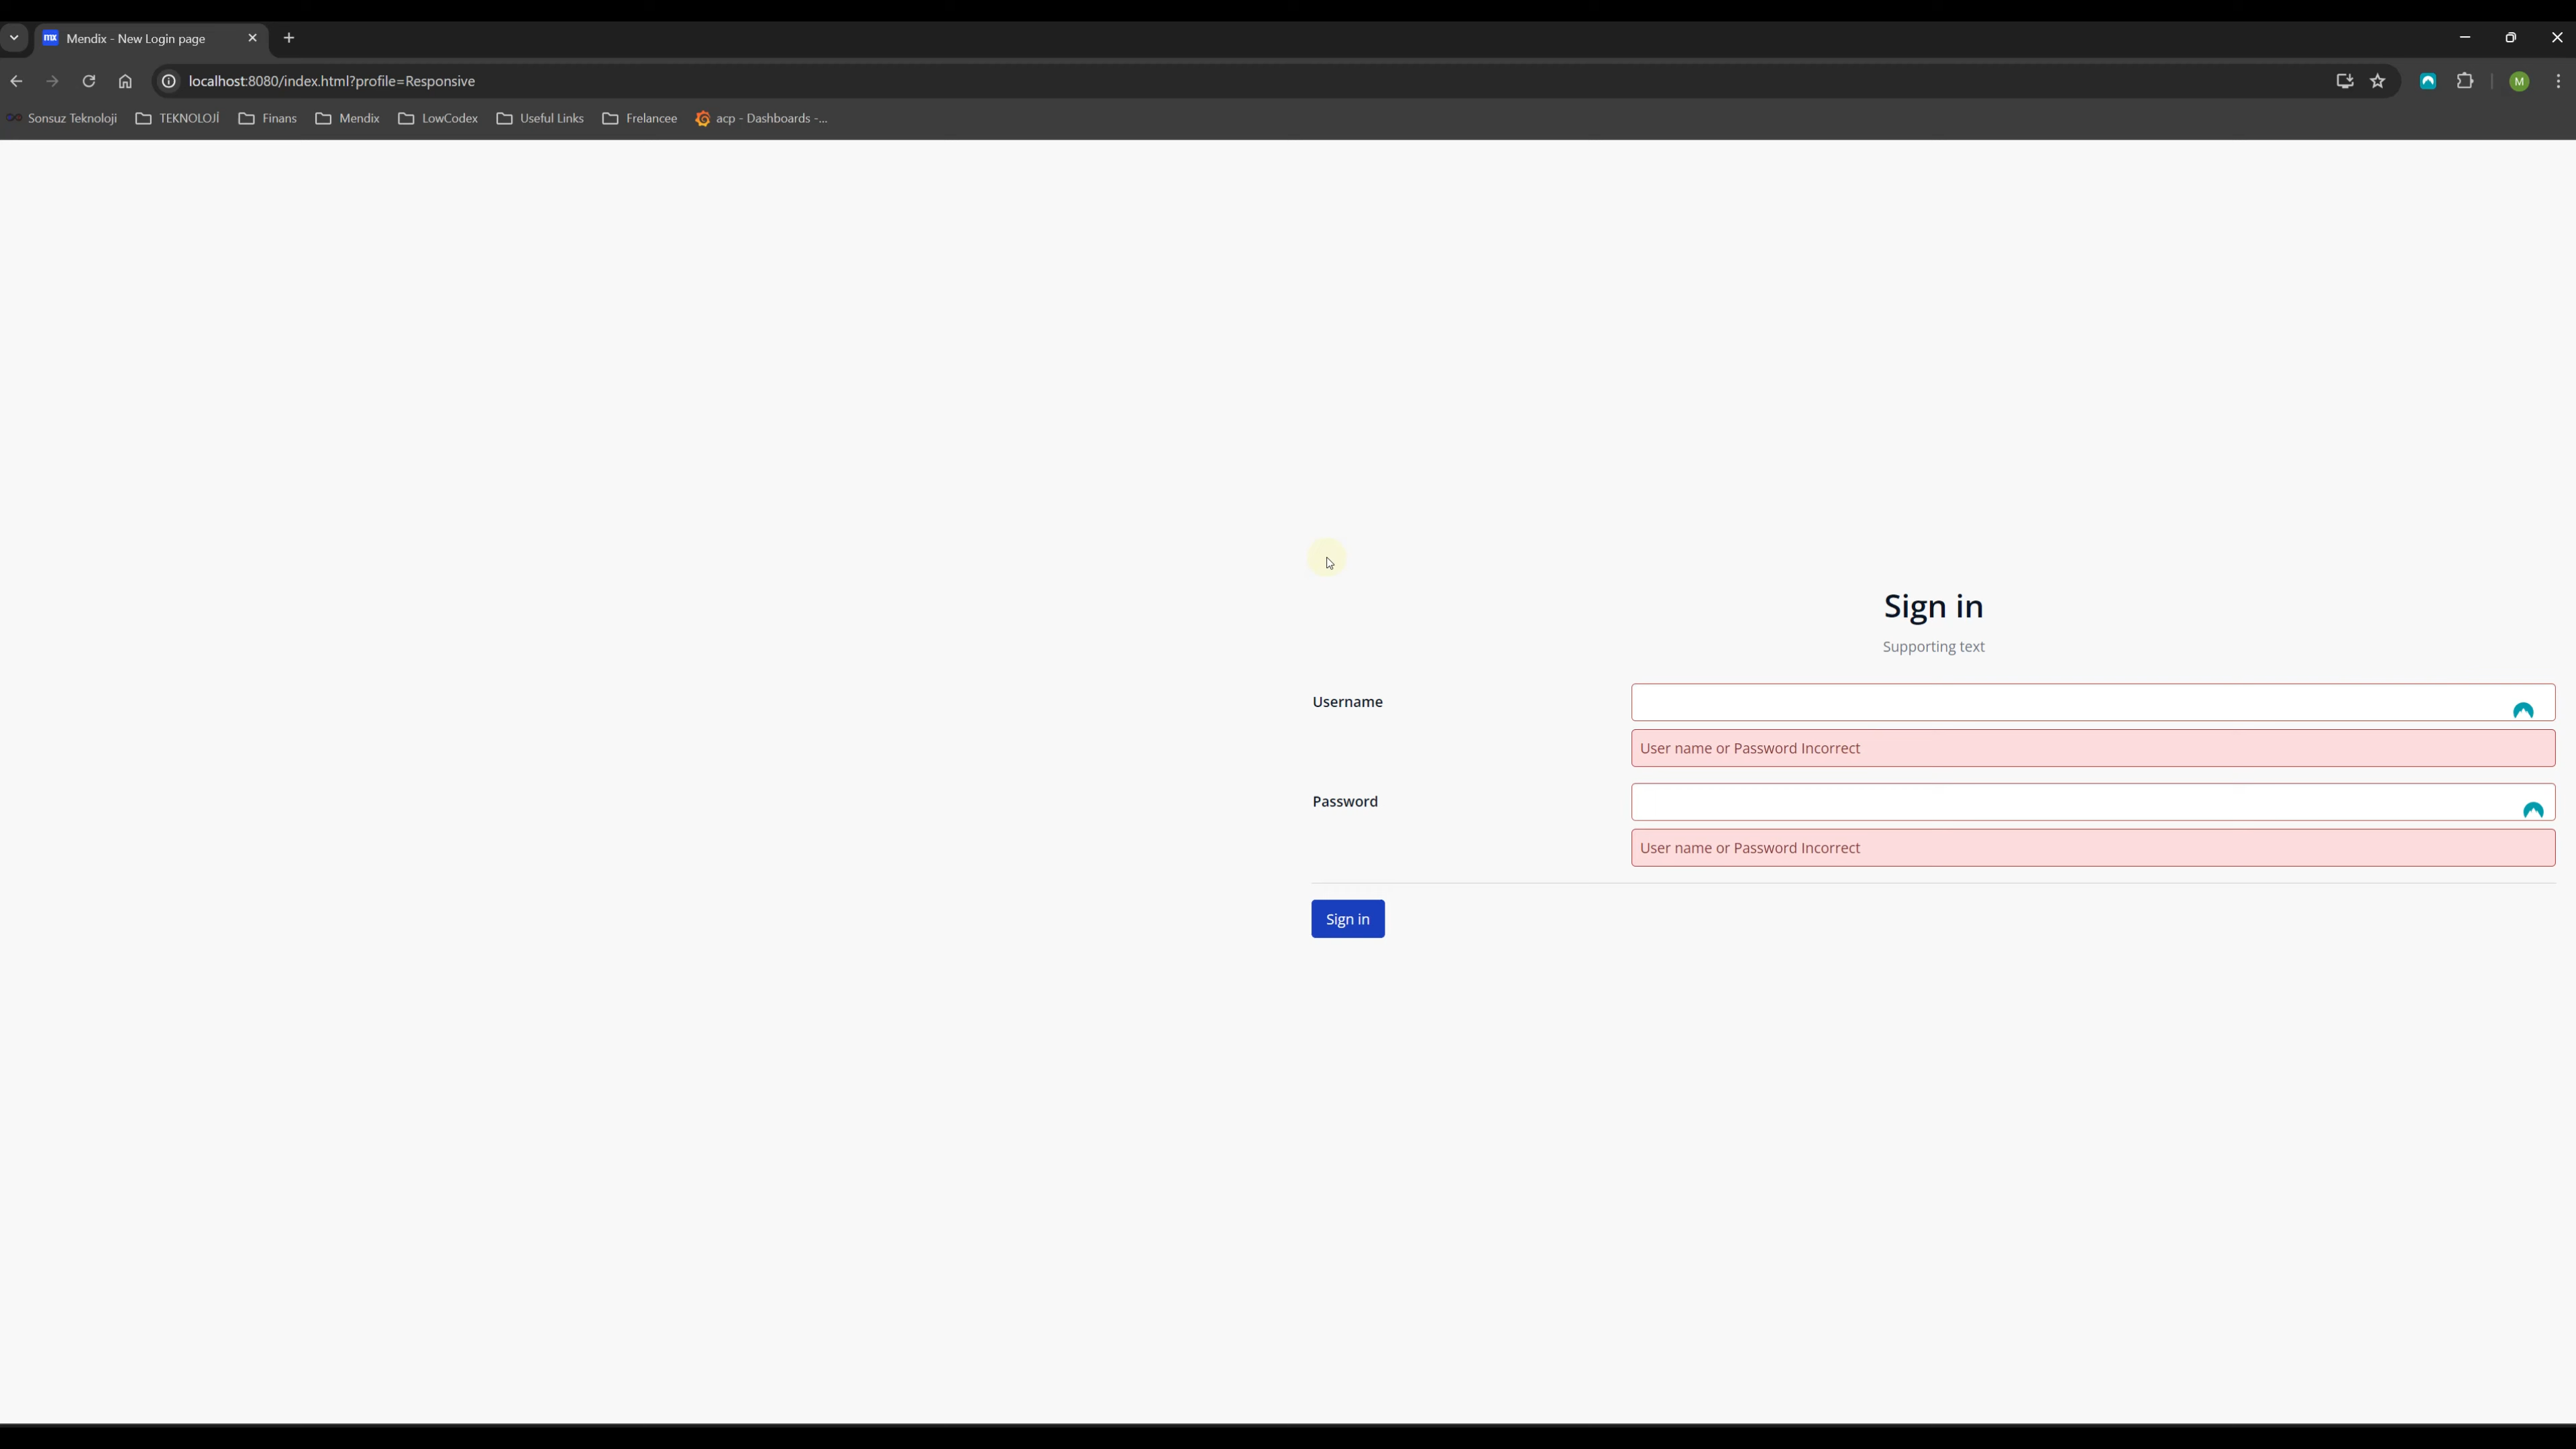 mx Mendix - New Login page
localhost:8080/index.html?profile=Responsive
M
Sonsuz Teknoloji TEKNOLOJİ Finans Mendix LowCodex Useful Links Frelancee acp - Dashboards -...
Sign in
Supporting text
Username
User name or Password Incorrect
Password
User name or Password Incorrect
Sign in